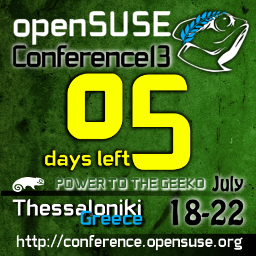 openSUSE
Conference13
05
days left
POWER TO THE GEEKO July
Thessaloniki 18-22
Greece
http://conference.opensuse.org